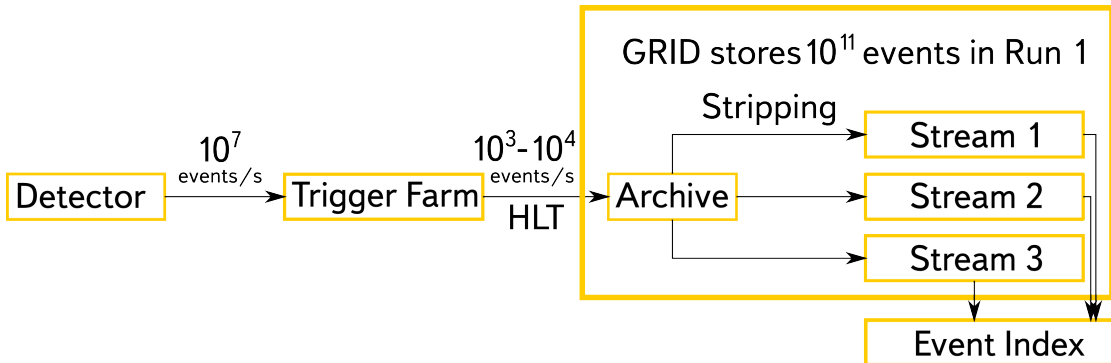 GRID stores 10¹¹ events in Run 1
Stripping
Stream 1
10⁷
events/s
10³-10⁴
events/s
Detector
Trigger Farm
HLT
Archive
Stream 2
Stream 3
Event Index